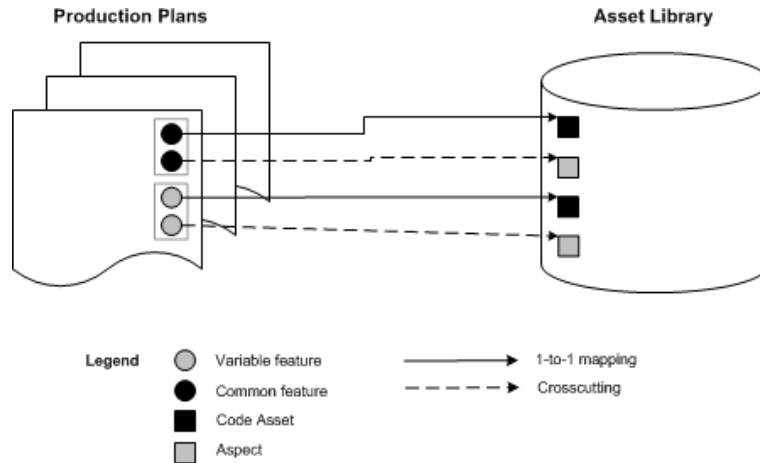 Production Plans
Asset Library
Legend
Variable feature
1-to-1 mapping
Common feature
Crosscutting
Code Asset
Aspect